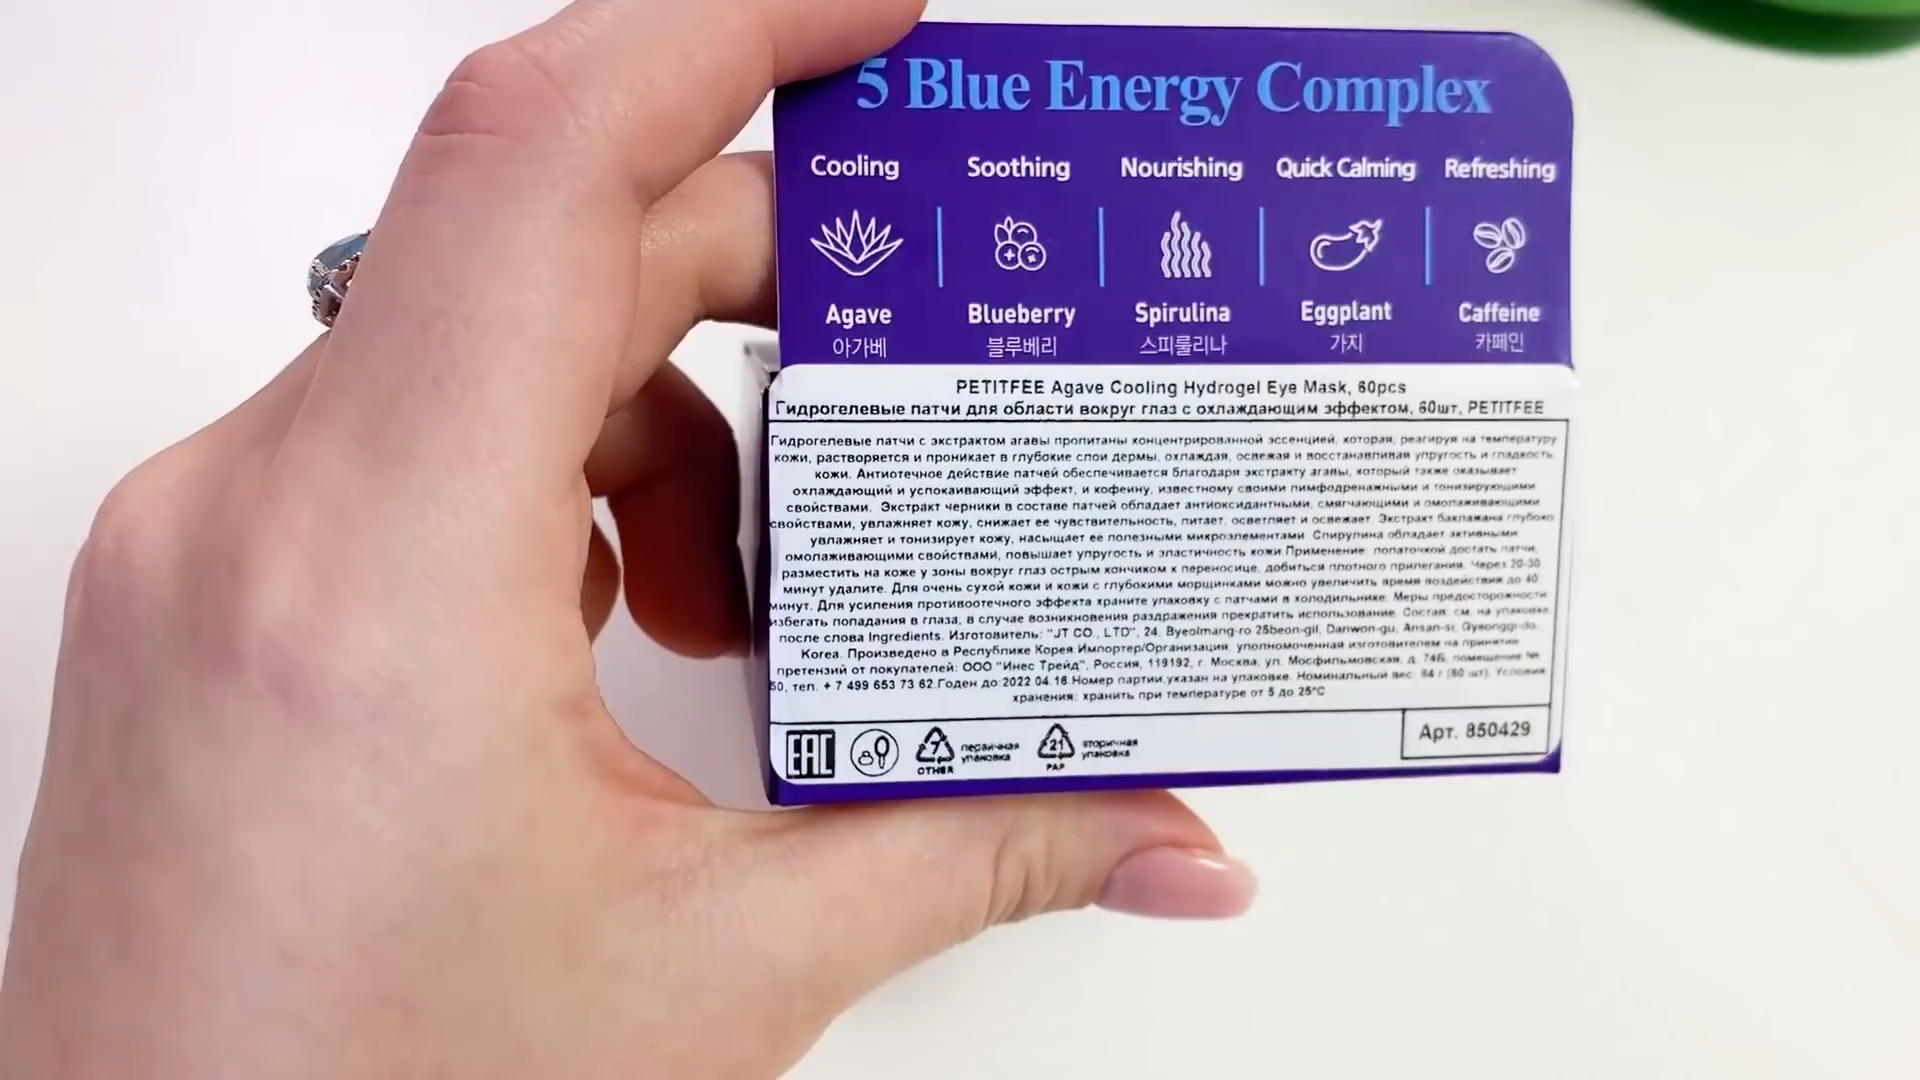 5 Blue Energy Complex
Cooling Soothing Nourishing Quick Calming Refreshing
Agave Blueberry Spirulina Eggplant Caffeine
아가베 블루베리 스피룰리나 가지 카페인
PETITFEE Agave Cooling Hydrogel Eye Mask, 60pcs
Гидрогелевые патчи для области вокруг глаз с охлаждающим эффектом, 60шт, PETITFEE
Гидрогелевые патчи с экстрактом агавы пропитаны концентрированной эссенцией, которая, реагируя на температуру
кожи, растворяется и проникает в глубокие слои дермы, охлаждая, освежая и восстанавливая упругость и гладкость
кожи. Антиотечное действие патчей обеспечивается благодаря экстракту агавы, который также оказывает
охлаждающий и успокаивающий эффект, и кофеину, известному своими лимфодренажными и тонизирующими
свойствами. Экстракт черники в составе патчей обладает антиоксидантными, смягчающими и омолаживающими
свойствами, увлажняет кожу, снижает ее чувствительность, питает, осветляет и освежает. Экстракт баклажана глубоко
увлажняет и тонизирует кожу, насыщает ее полезными микроэлементами. Спирулина обладает активными
омолаживающими свойствами, повышает упругость и эластичность кожи.Применение: лопаточкой достать патчи,
разместить на коже у зоны вокруг глаз острым кончиком к переносице, добиться плотного прилегания. Через 20-30
минут удалите. Для очень сухой кожи и кожи с глубокими морщинками можно увеличить время воздействия до 40
минут. Для усиления противоотечного эффекта храните упаковку с патчами в холодильнике. Меры предосторожности:
избегать попадания в глаза, в случае возникновения раздражения прекратить использование. Состав: см. на упаковке
после слова Ingredients. Изготовитель: "JT CO., LTD", 24, Byeolmang-ro 25beon-gil, Danwon-gu, Ansan-si, Gyeonggi-do,
Korea. Произведено в Республике Корея.Импортер/Организация, уполномоченная изготовителем на принятие
претензий от покупателей: ООО "Инес Трейд", Россия, 119192, г. Москва, ул. Мосфильмовская, д. 74Б, помещение №
50, тел. + 7 499 653 73 62.Годен до:2022.04.16.Номер партии указан на упаковке. Номинальный вес: 84 г (60 шт). Условия
хранения: хранить при температуре от 5 до 25°C
EAC 7 первичная упаковка 21 вторичная упаковка Арт. 850429
OTHER PAP